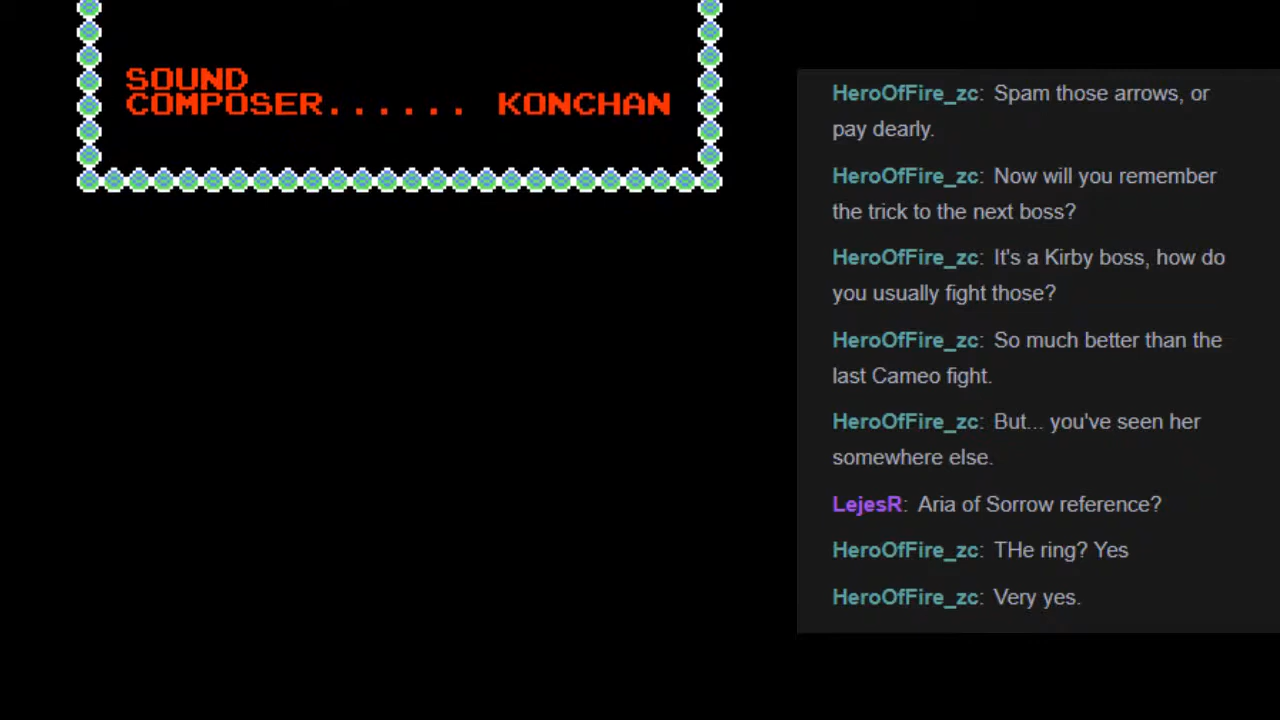 SOUND
COMPOSER...... KONCHAN
HeroOfFire_zc: Spam those arrows, or
pay dearly.
HeroOfFire_zc: Now will you remember
the trick to the next boss?
HeroOfFire_zc: It's a Kirby boss, how do
you usually fight those?
HeroOfFire_zc: So much better than the
last Cameo fight.
HeroOfFire_zc: But... you've seen her
somewhere else.
LejesR: Aria of Sorrow reference?
HeroOfFire_zc: THe ring? Yes
HeroOfFire_zc: Very yes.